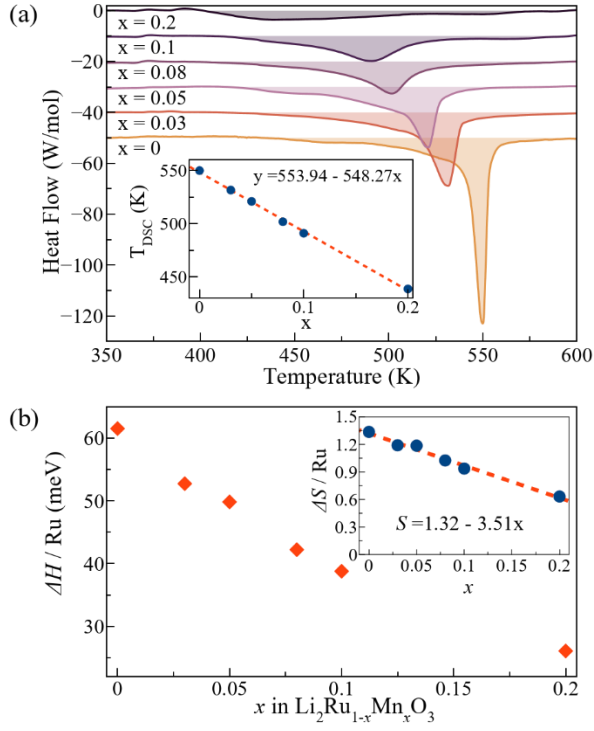 (a)
0
−20
−40
−60
−80
−100
−120
Heat Flow (W/mol)
x = 0.2
x = 0.1
x = 0.08
x = 0.05
x = 0.03
x = 0
550
500
450
T_DSC (K)
y =553.94 - 548.27x
0 0.1 0.2
x
350 400 450 500 550 600
Temperature (K)
(b)
60
50
40
30
ΔH / Ru (meV)
1.5
1.2
0.9
0.6
0.3
0
ΔS / Ru
S = 1.32 - 3.51x
0 0.05 0.1 0.15 0.2
x
0 0.05 0.1 0.15 0.2
x in Li₂Ru₁₋ₓMnₓO₃